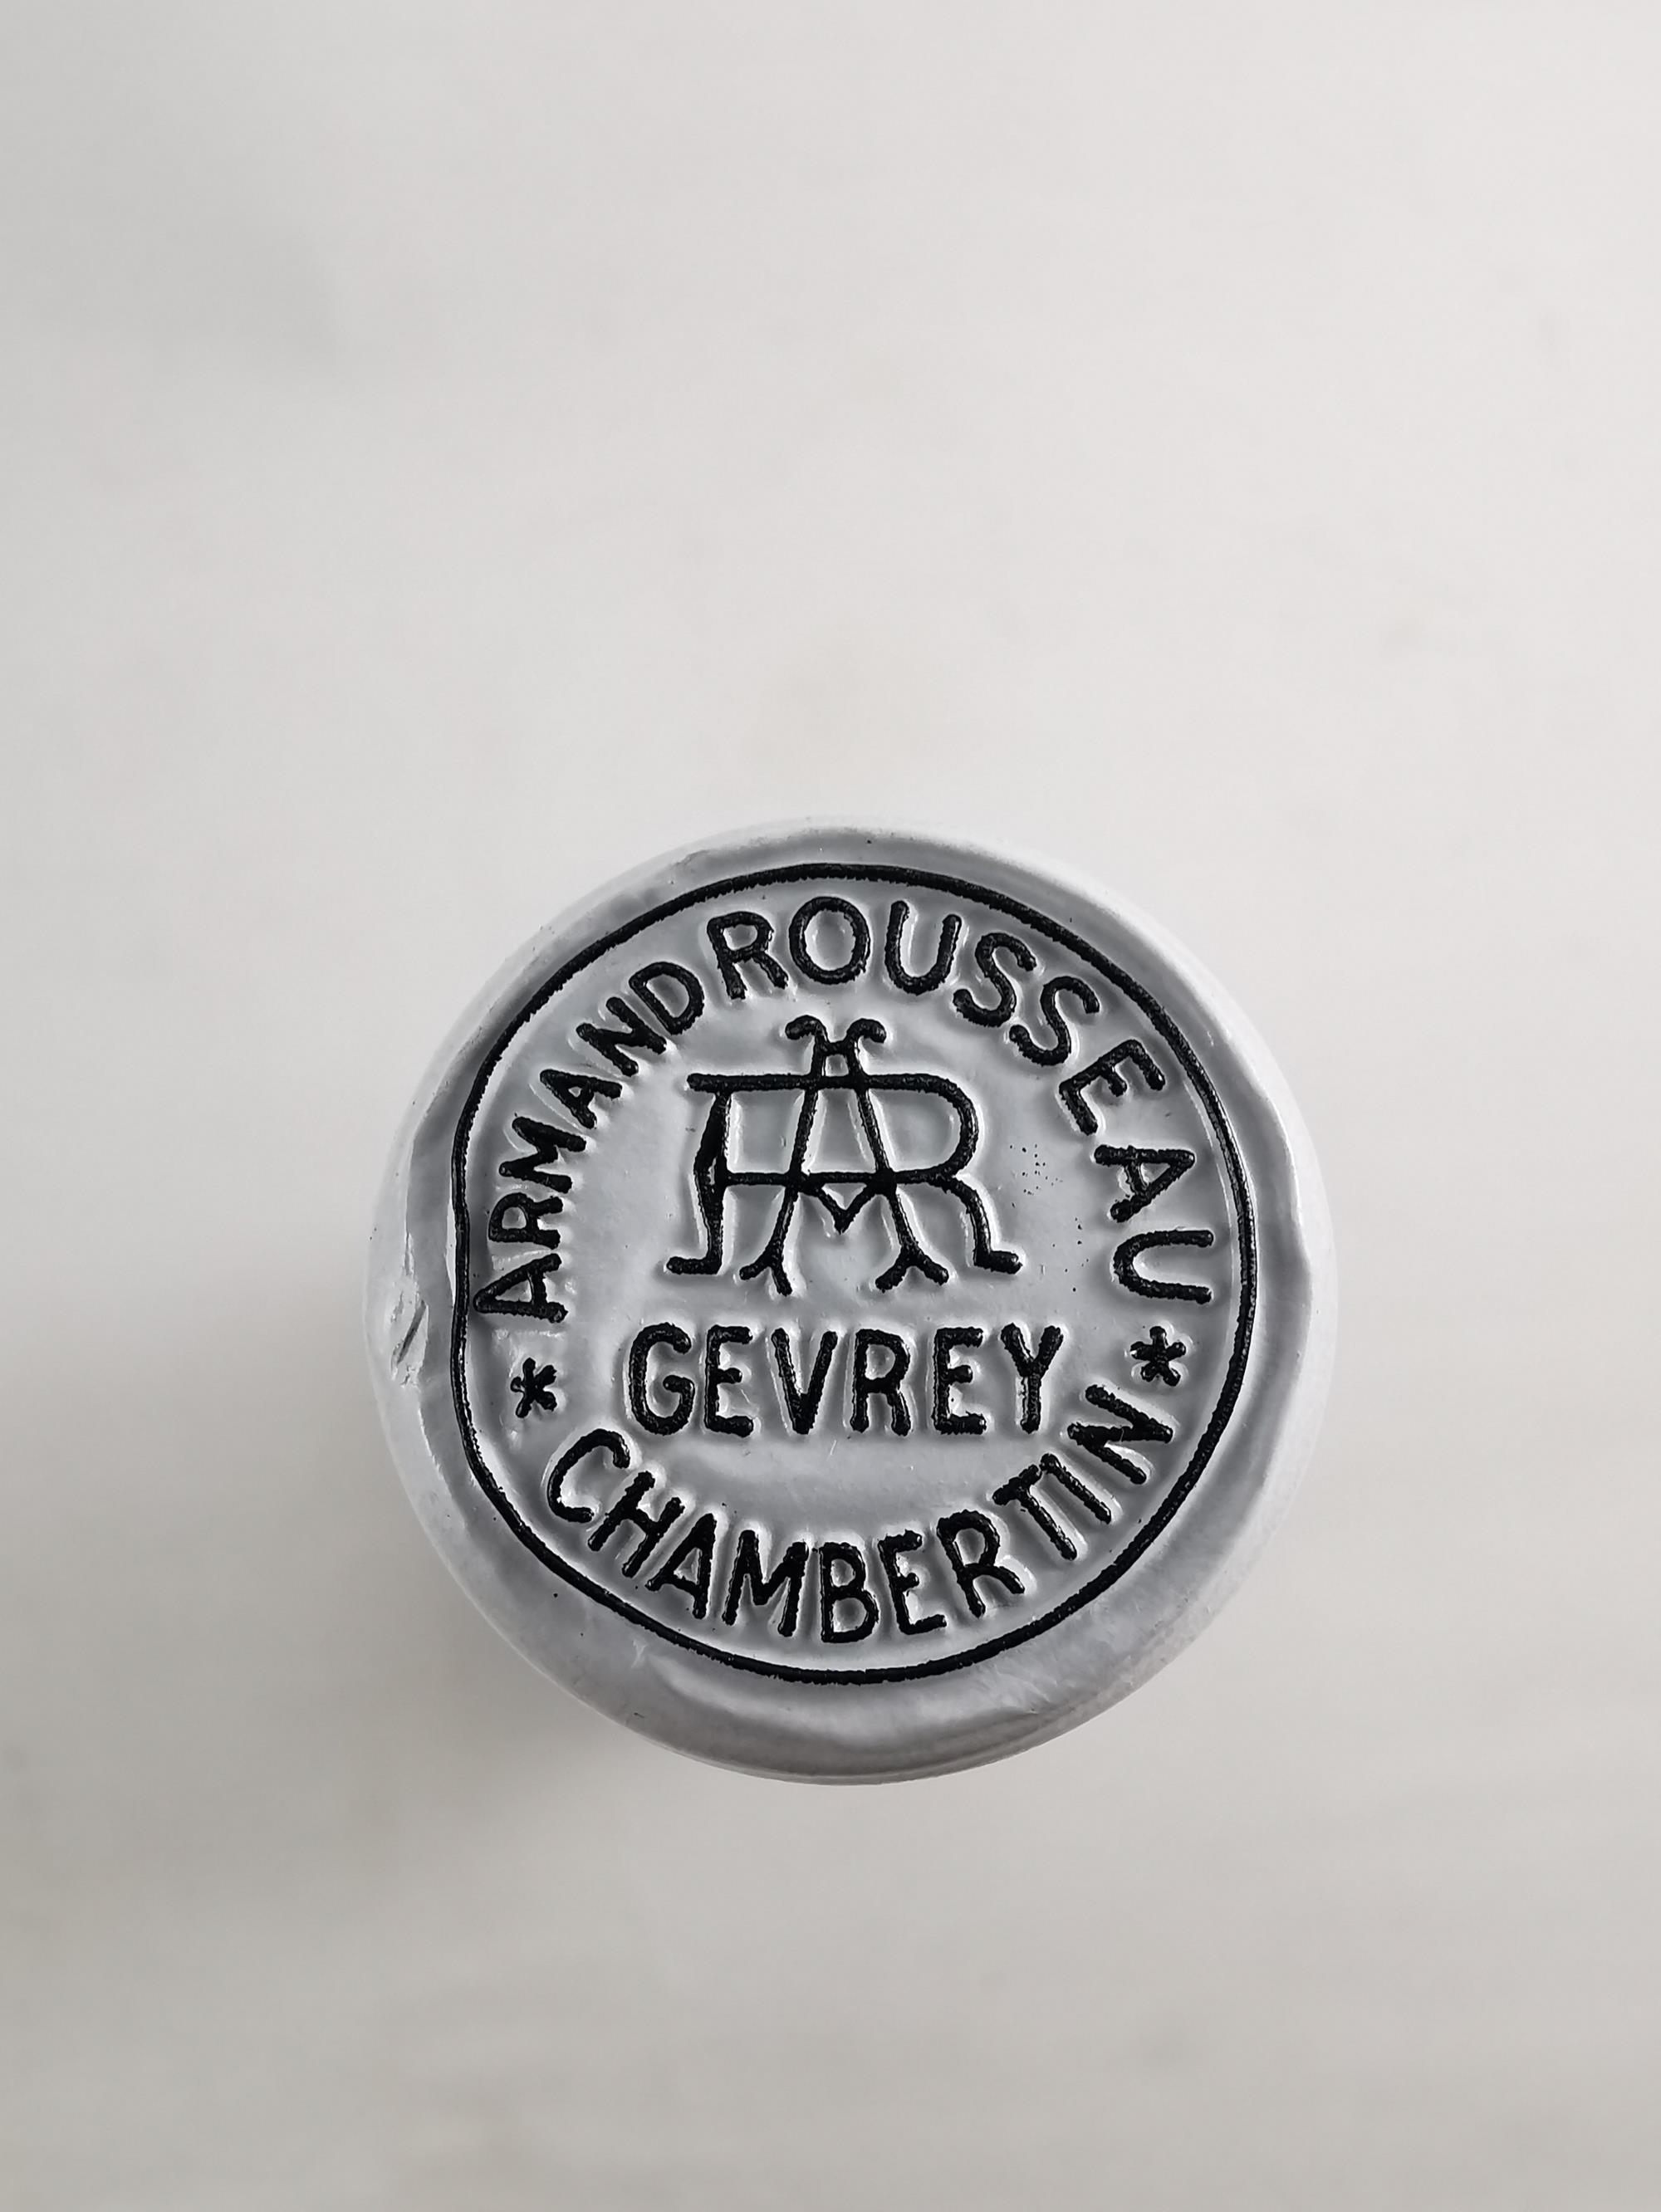 ARMAND ROUSSEAU
AR
GEVREY
* CHAMBERTIN *